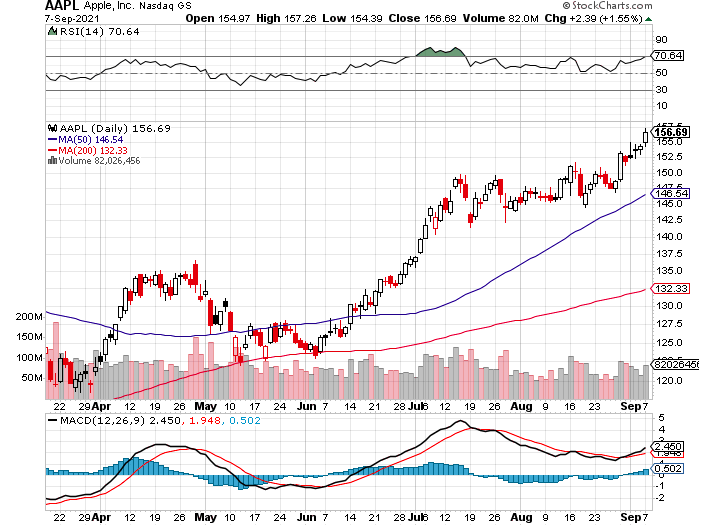 AAPL Apple, Inc. Nasdaq GS © StockCharts.com
7-Sep-2021 Open 154.97 High 157.26 Low 154.39 Close 156.69 Volume 82.0M Chg +2.39 (+1.55%)
RSI(14) 70.64
90
70.64
50
30
10
AAPL (Daily) 156.69
MA(50) 146.54
MA(200) 132.33
Volume 82,026,456
157.5
156.69
155.0
152.5
150.0
147.5
146.54
145.0
142.5
140.0
137.5
135.0
132.33
130.0
127.5
125.0
122.5
82026456
120.0
200M
150M
100M
50M
22 29 Apr 12 19 26 May 10 17 24 Jun 7 14 21 28 Jul 6 12 19 26 Aug 9 16 23 Sep 7
MACD(12,26,9) 2.450, 1.948, 0.502
5
4
3
2.450
1.948
1
0.502
0
-1
-2
22 29 Apr 12 19 26 May 10 17 24 Jun 7 14 21 28 Jul 6 12 19 26 Aug 9 16 23 Sep 7